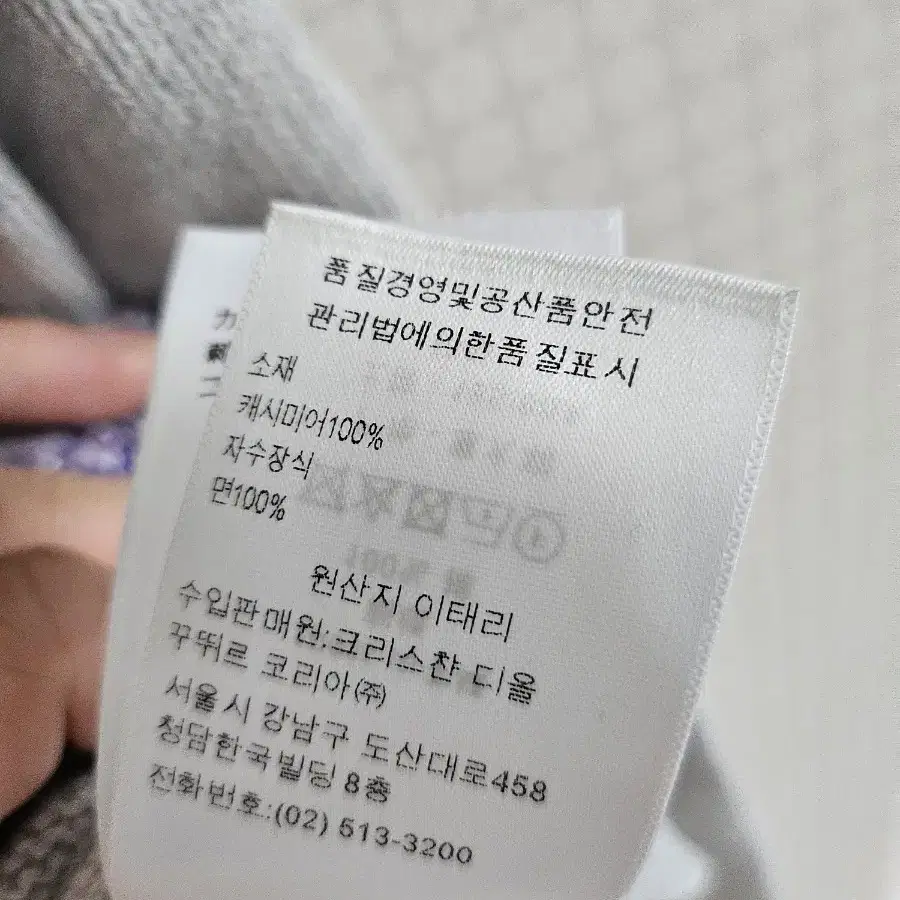 품질경영및공산품안전
관리법에의한품질표시
소재
캐시미어100%
자수장식
면100%
원산지 이태리
수입판매원:크리스챤 디올
꾸뛰르 코리아㈜
서울시 강남구 도산대로458
청담한국빌딩 8층
전화번호:(02) 513-3200